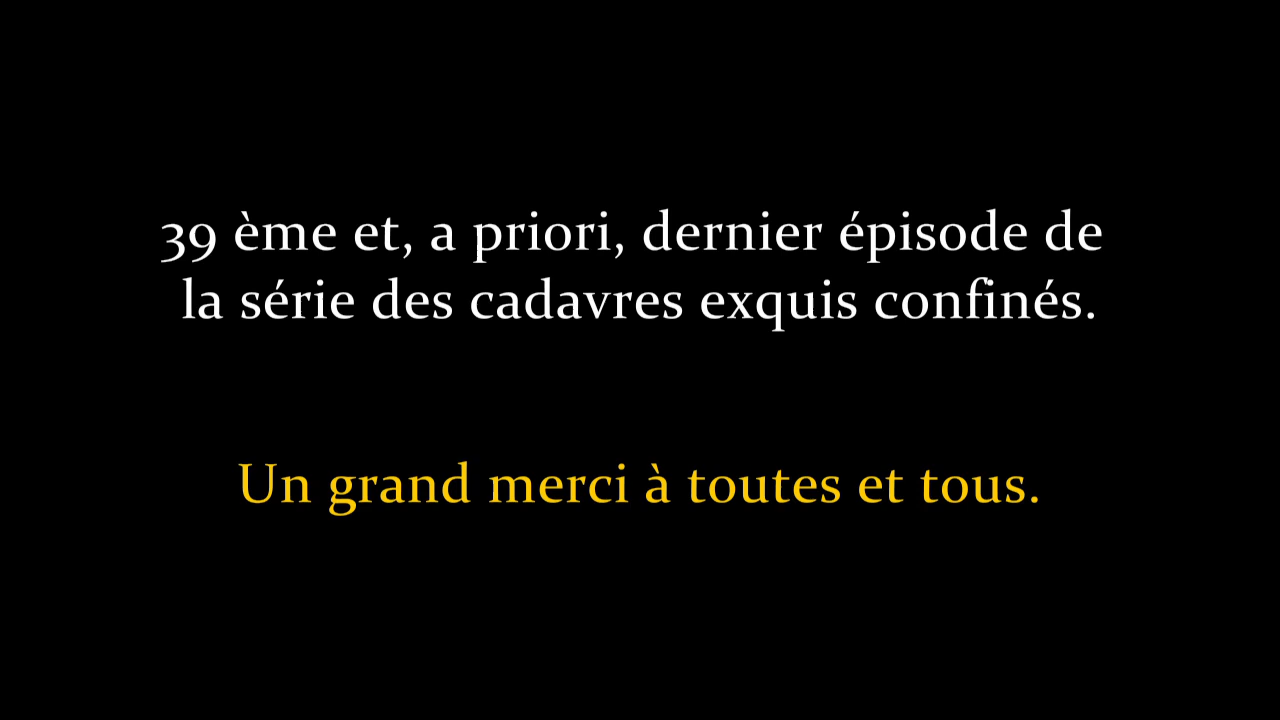 39 ème et, a priori, dernier épisode de
la série des cadavres exquis confinés.
Un grand merci à toutes et tous.